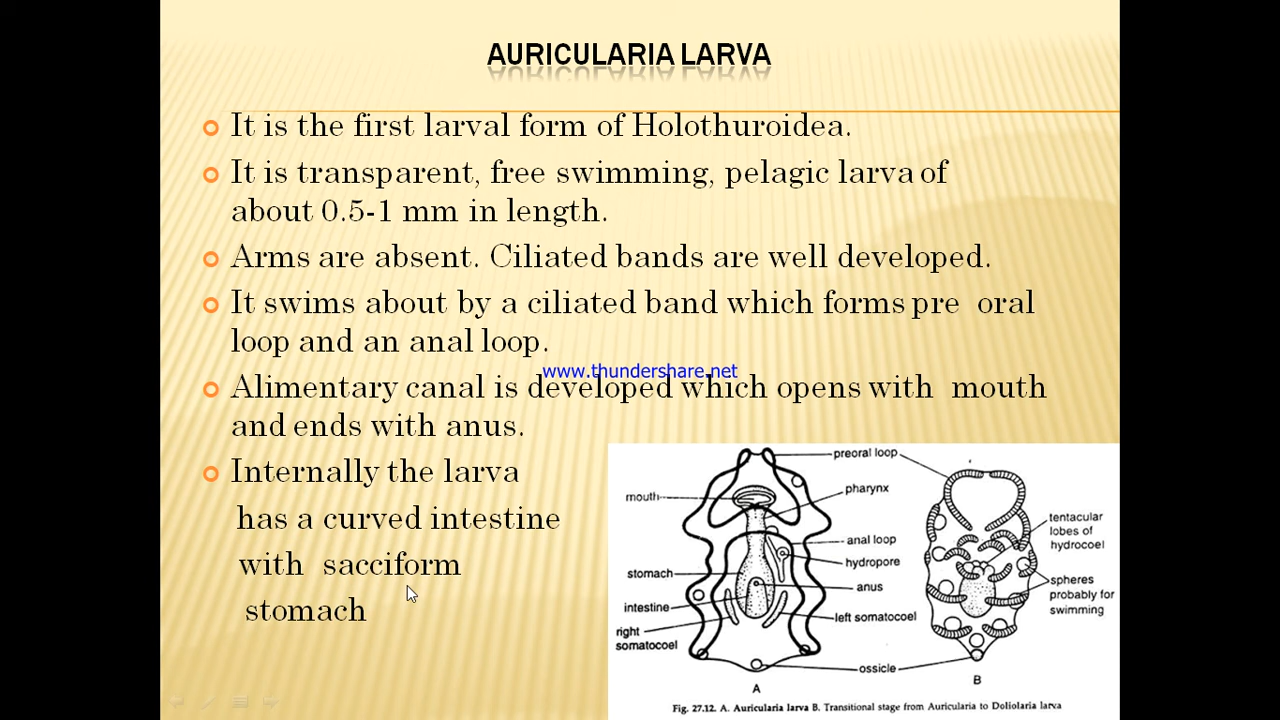 AURICULARIA LARVA
It is the first larval form of Holothuroidea.
It is transparent, free swimming, pelagic larva of
about 0.5-1 mm in length.
Arms are absent. Ciliated bands are well developed.
It swims about by a ciliated band which forms pre oral
loop and an anal loop.
www.thundershare.net
Alimentary canal is developed which opens with mouth
and ends with anus.
Internally the larva
has a curved intestine
with sacciform
stomach
preoral loop
mouth
pharynx
anal loop
hydropore
stomach
anus
intestine
left somatocoel
right
somatocoel
ossicle
tentacular
lobes of
hydrocoel
spheres
probably for
swimming
A
B
Fig. 27.12. A. Auricularia larva B. Transitional stage from Auricularia to Doliolaria larva